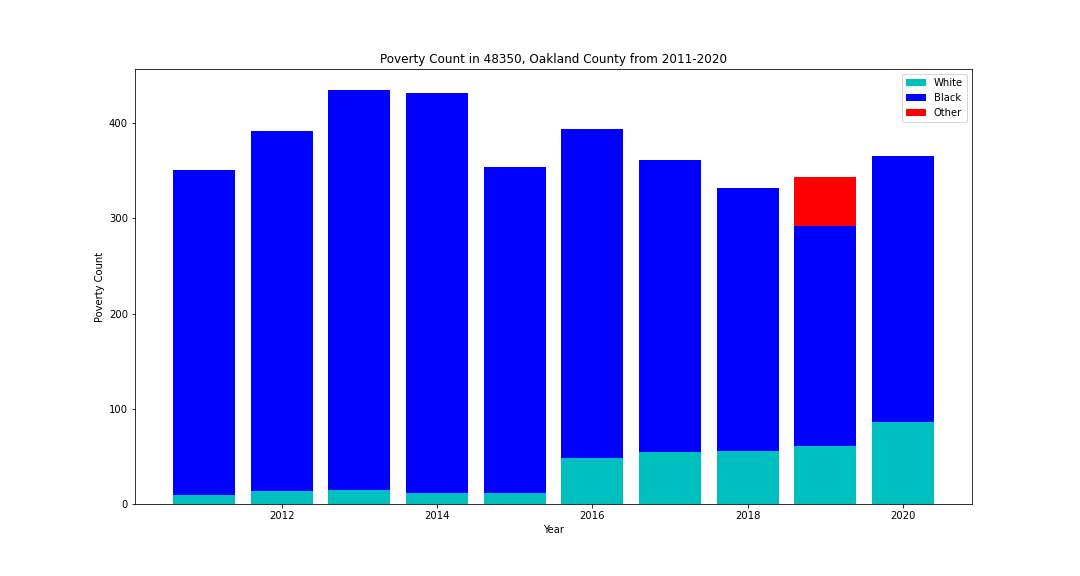 Poverty Count in 48350, Oakland County from 2011-2020
White
Black
Other
400
300
200
100
0
Poverty Count
2012
2014
2016
2018
2020
Year